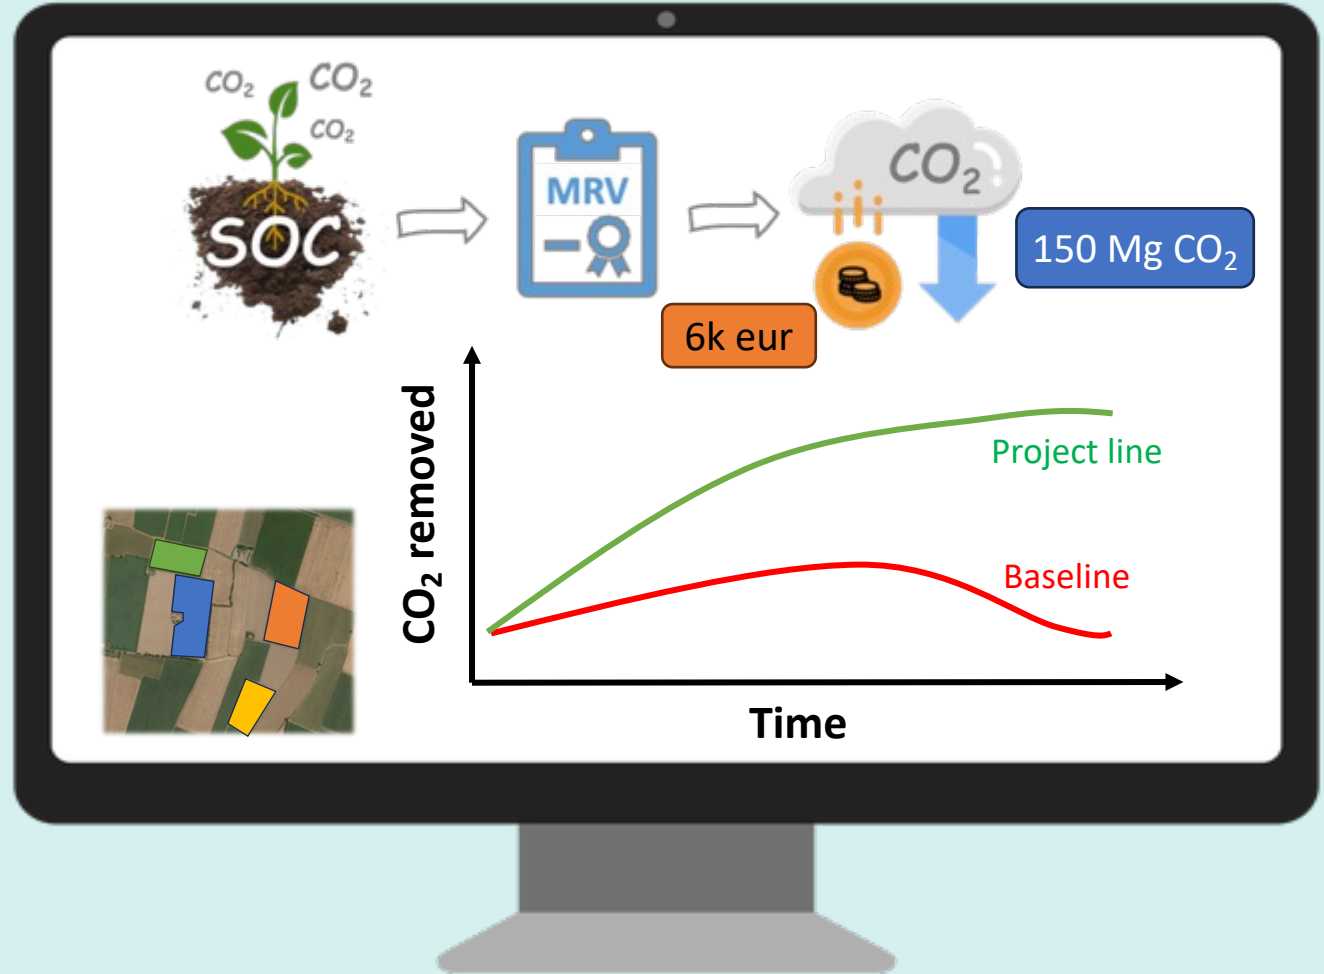 CO₂
CO₂
CO₂
SOC
MRV
CO₂
150 Mg CO₂
6k eur
CO₂ removed
Project line
Baseline
Time